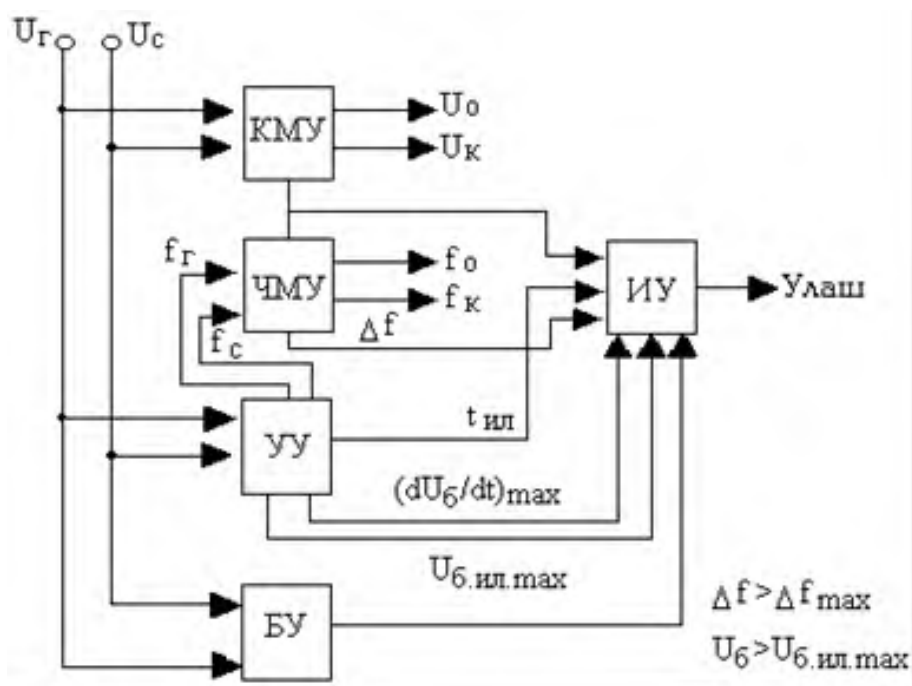 Uг Uс
КМУ
Uо
Uк
fг
ЧМУ
fо
fк
Δf
fс
ИУ
Улаш
УУ
tил
(dUб/dt)max
Uб.ил.max
БУ
Δf>Δfmax
Uб>Uб.ил.max